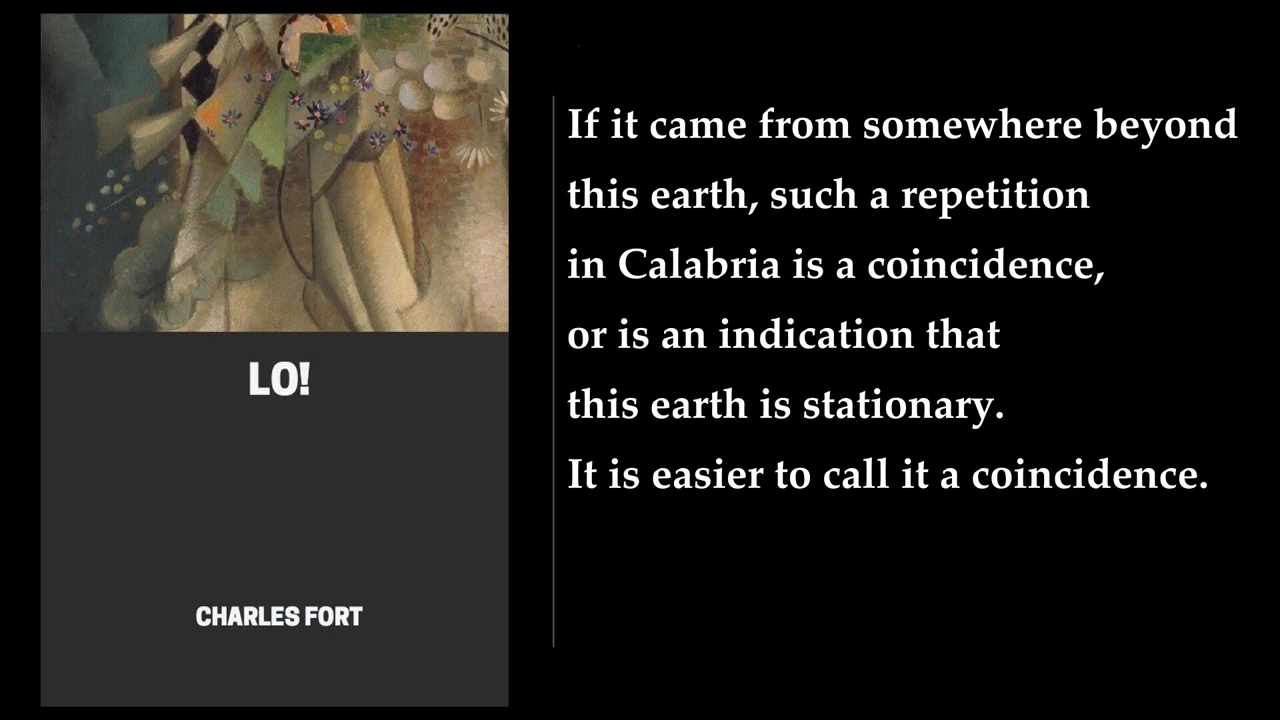 LO!
CHARLES FORT
If it came from somewhere beyond
this earth, such a repetition
in Calabria is a coincidence,
or is an indication that
this earth is stationary.
It is easier to call it a coincidence.